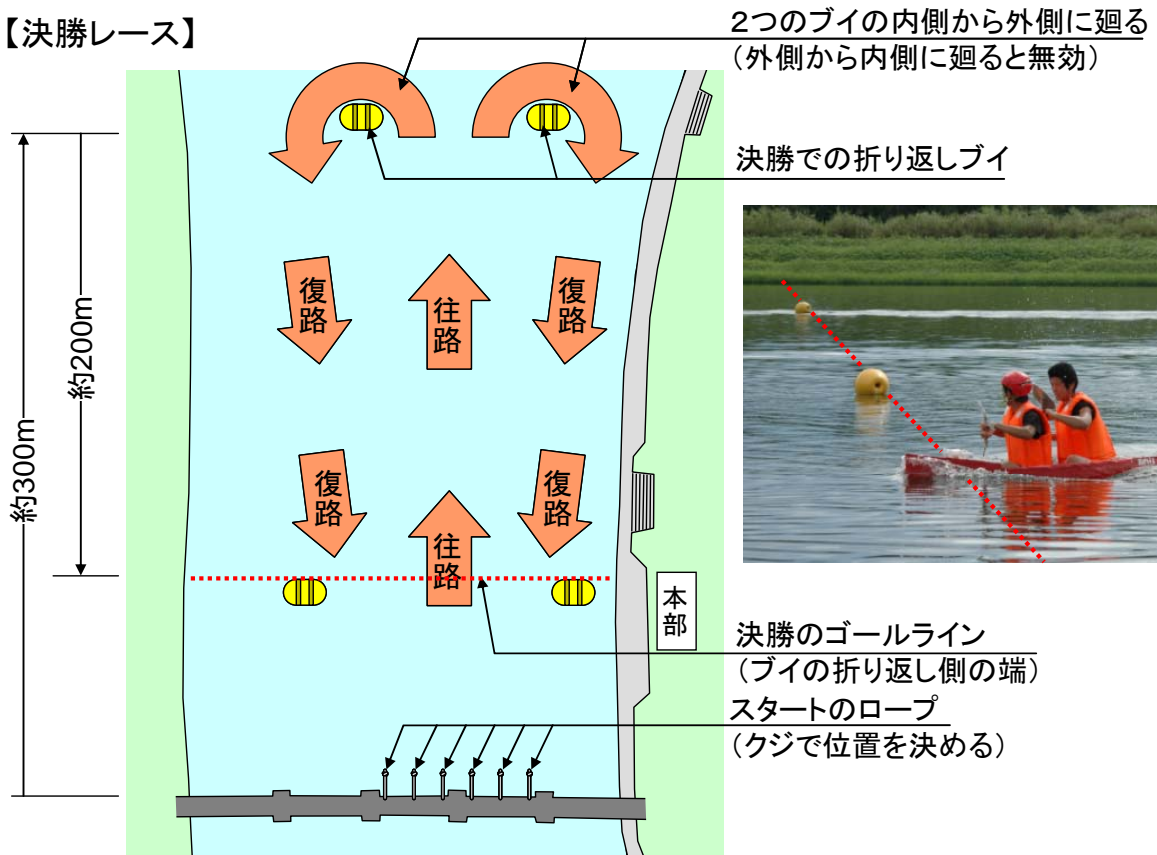 【決勝レース】
2つのブイの内側から外側に廻る
(外側から内側に廻ると無効)
決勝での折り返しブイ
復路
往路
復路
約200m
約300m
復路
往路
復路
本部
決勝のゴールライン
(ブイの折り返し側の端)
スタートのロープ
(クジで位置を決める)